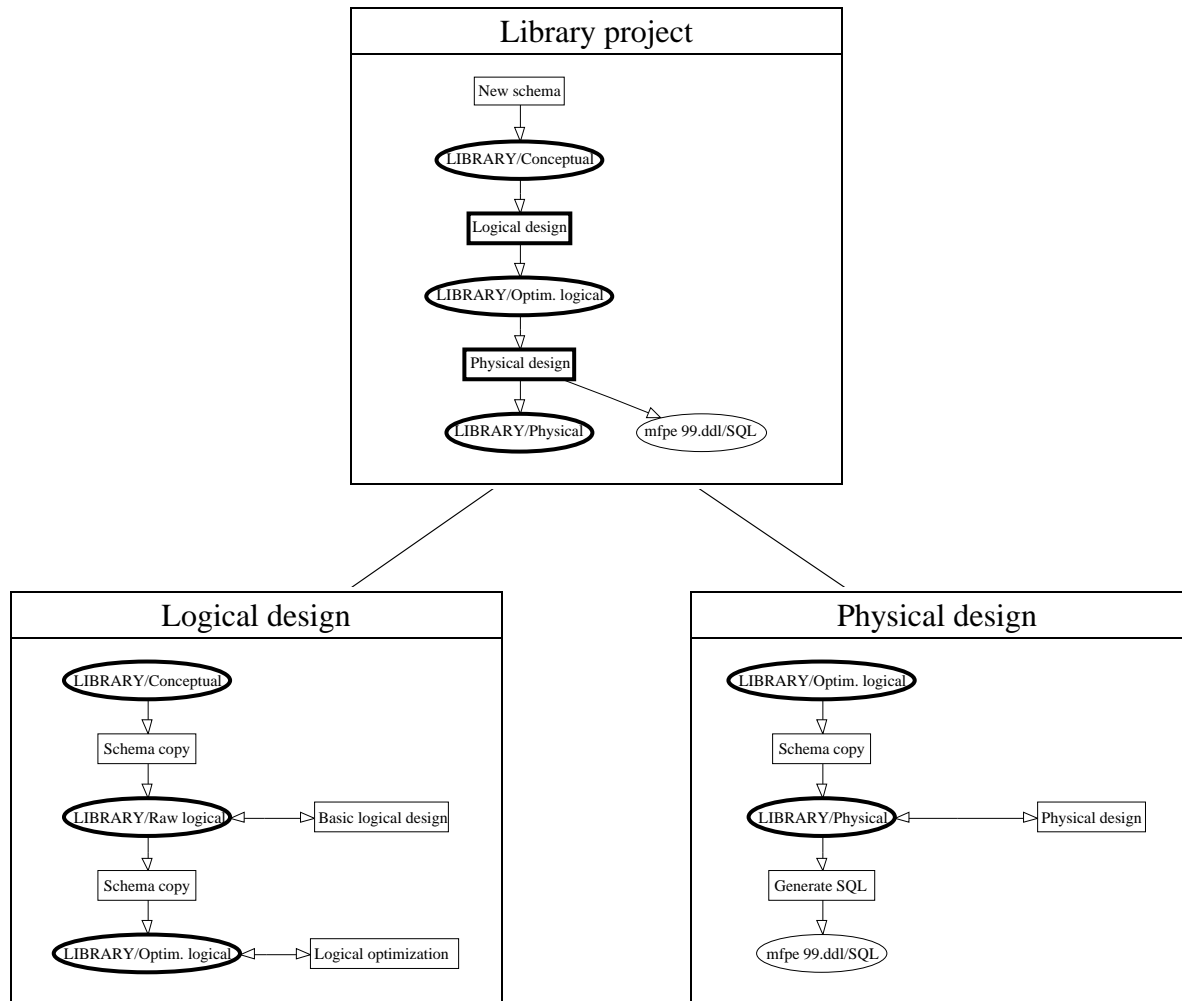 Library project
New schema
LIBRARY/Conceptual
Logical design
LIBRARY/Optim. logical
Physical design
LIBRARY/Physical
mfpe 99.ddl/SQL
Logical design
LIBRARY/Conceptual
Schema copy
LIBRARY/Raw logical
Basic logical design
Schema copy
LIBRARY/Optim. logical
Logical optimization
Physical design
LIBRARY/Optim. logical
Schema copy
LIBRARY/Physical
Physical design
Generate SQL
mfpe 99.ddl/SQL